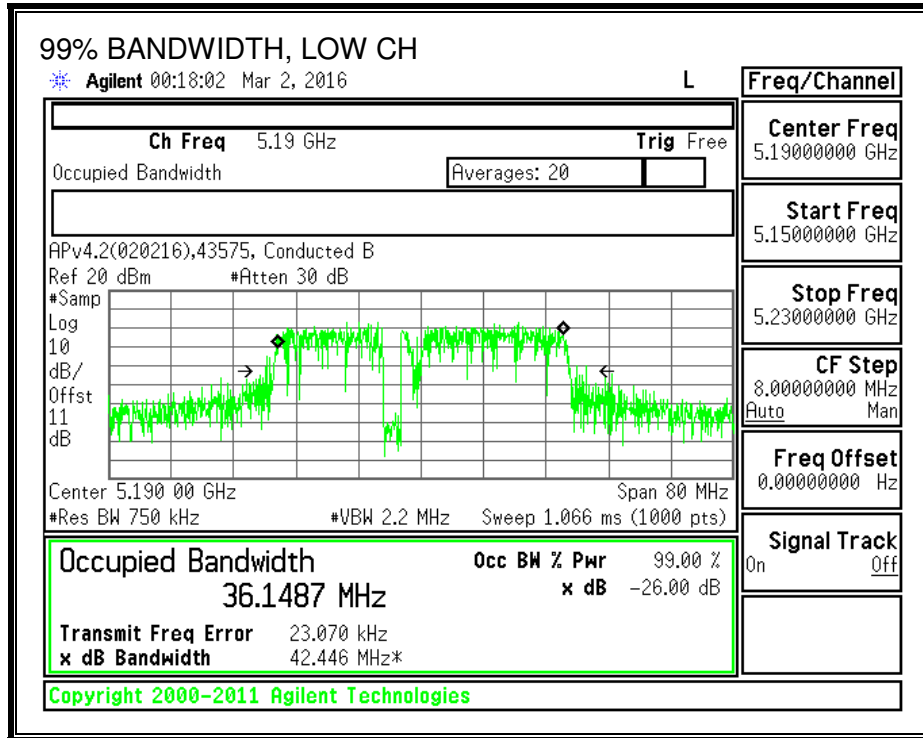 99% BANDWIDTH, LOW CH
Agilent 00:18:02 Mar 2, 2016 L
Freq/Channel
Ch Freq 5.19 GHz Trig Free
Occupied Bandwidth Averages: 20
APv4.2(020216),43575, Conducted B
Ref 20 dBm #Atten 30 dB
#Samp
Log
10
dB/
Offst
11
dB
Center 5.190 00 GHz Span 80 MHz
#Res BW 750 kHz #VBW 2.2 MHz Sweep 1.066 ms (1000 pts)
Occupied Bandwidth Occ BW % Pwr 99.00 %
36.1487 MHz x dB -26.00 dB
Transmit Freq Error 23.070 kHz
x dB Bandwidth 42.446 MHz*
Copyright 2000-2011 Agilent Technologies
Center Freq
5.19000000 GHz
Start Freq
5.15000000 GHz
Stop Freq
5.23000000 GHz
CF Step
8.00000000 MHz
Auto Man
Freq Offset
0.00000000 Hz
Signal Track
On Off